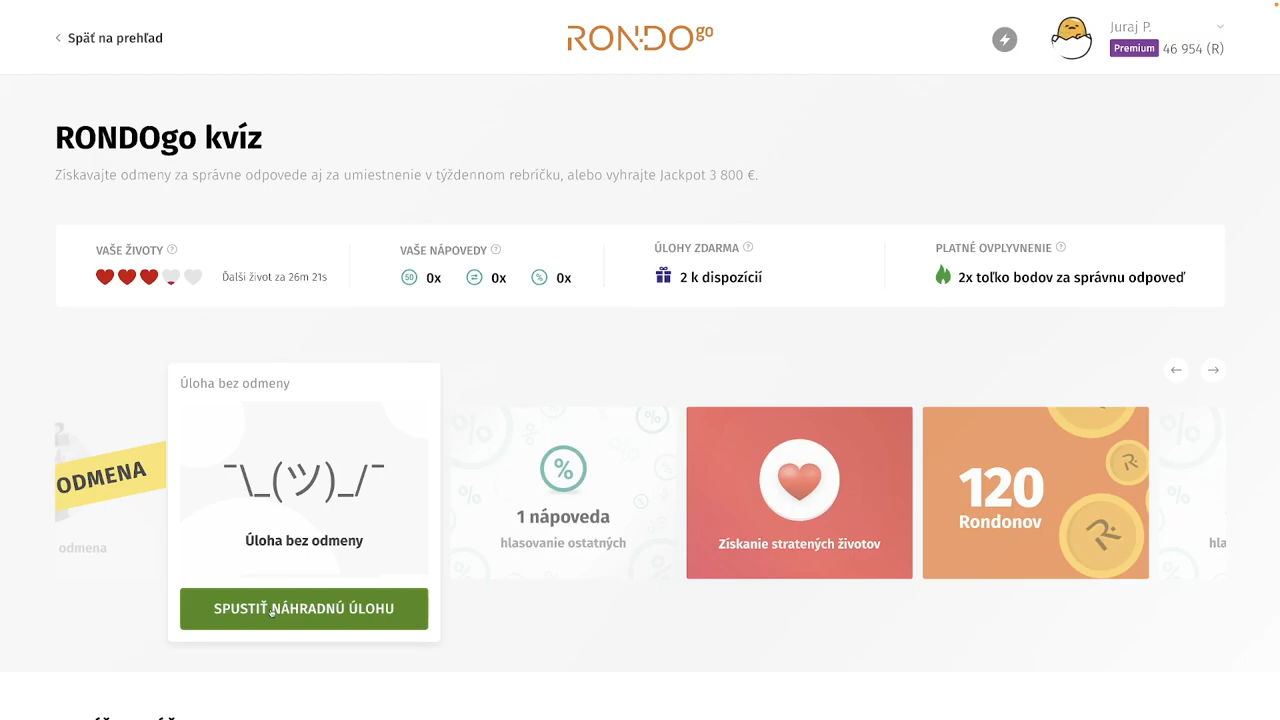 Späť na prehľad
RONDOgo
Juraj P.
Premium 46 954 (R)
RONDOgo kvíz
Získavajte odmeny za správne odpovede aj za umiestnenie v týždennom rebríčku, alebo vyhrajte Jackpot 3 800 €.
VAŠE ŽIVOTY
Ďalší život za 26m 21s
VAŠE NÁPOVEDY
50 0x 0x % 0x
ÚLOHY ZDARMA
2 k dispozícií
PLATNÉ OVPLYVNENIE
2x toľko bodov za správnu odpoveď
ODMENA
odmena
Úloha bez odmeny
¯\_(ツ)_/¯
Úloha bez odmeny
SPUSTIŤ NÁHRADNÚ ÚLOHU
%
1 nápoveda
hlasovanie ostatných
Získanie stratených životov
120
Rondonov
hla